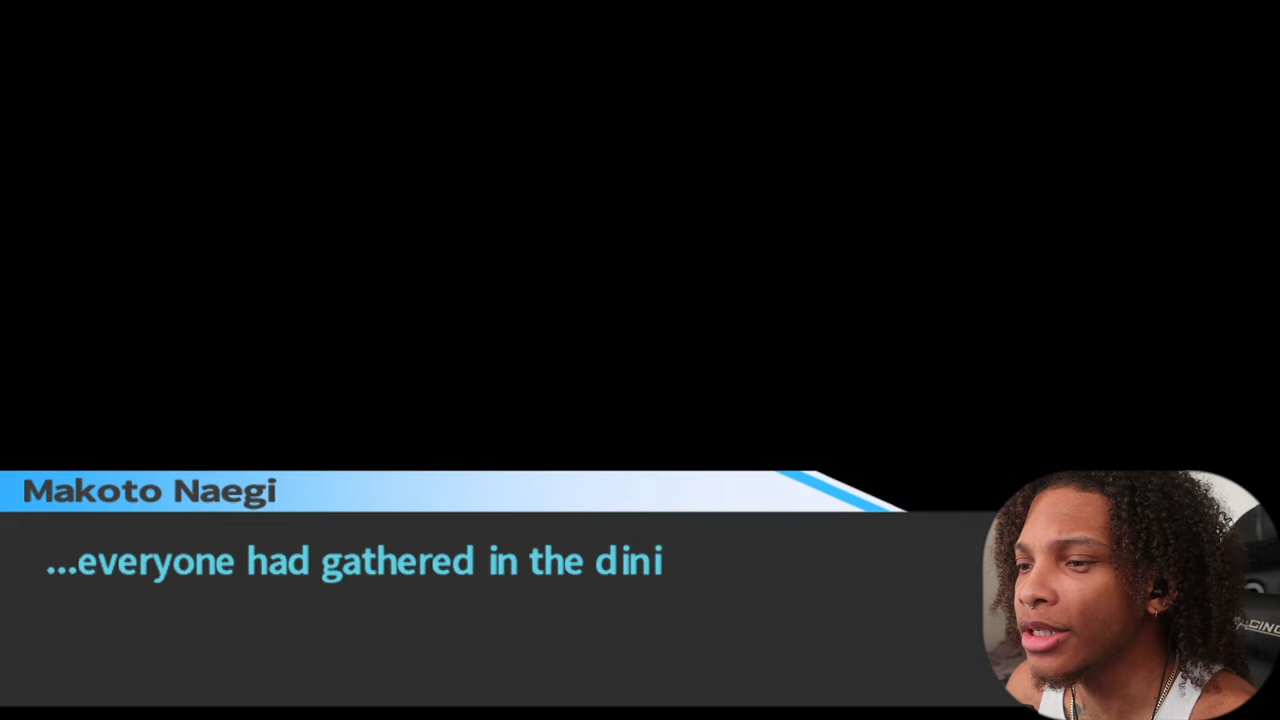 Makoto Naegi
...everyone had gathered in the dini